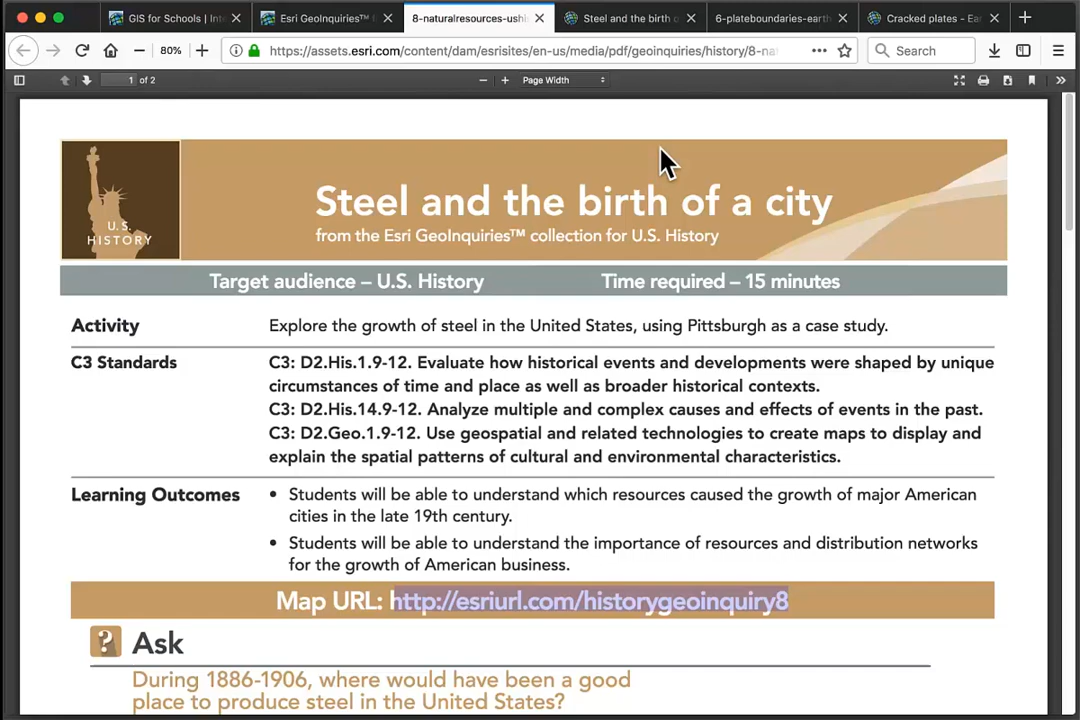 GIS for Schools | Int
Esri GeoInquiries™ |
8-naturalresources-ushi
Steel and the birth o
6-plateboundaries-earth
Cracked plates - Ea
80%
https://assets.esri.com/content/dam/esrisites/en-us/media/pdf/geoinquiries/history/8-na
Search
1 of 2
Page Width
U.S.
HISTORY
Steel and the birth of a city
from the Esri GeoInquiries™ collection for U.S. History
Target audience – U.S. History
Time required – 15 minutes
Activity
Explore the growth of steel in the United States, using Pittsburgh as a case study.
C3 Standards
C3: D2.His.1.9-12. Evaluate how historical events and developments were shaped by unique
circumstances of time and place as well as broader historical contexts.
C3: D2.His.14.9-12. Analyze multiple and complex causes and effects of events in the past.
C3: D2.Geo.1.9-12. Use geospatial and related technologies to create maps to display and
explain the spatial patterns of cultural and environmental characteristics.
Learning Outcomes
• Students will be able to understand which resources caused the growth of major American
cities in the late 19th century.
• Students will be able to understand the importance of resources and distribution networks
for the growth of American business.
Map URL: http://esriurl.com/historygeoinquiry8
? Ask
During 1886-1906, where would have been a good
place to produce steel in the United States?